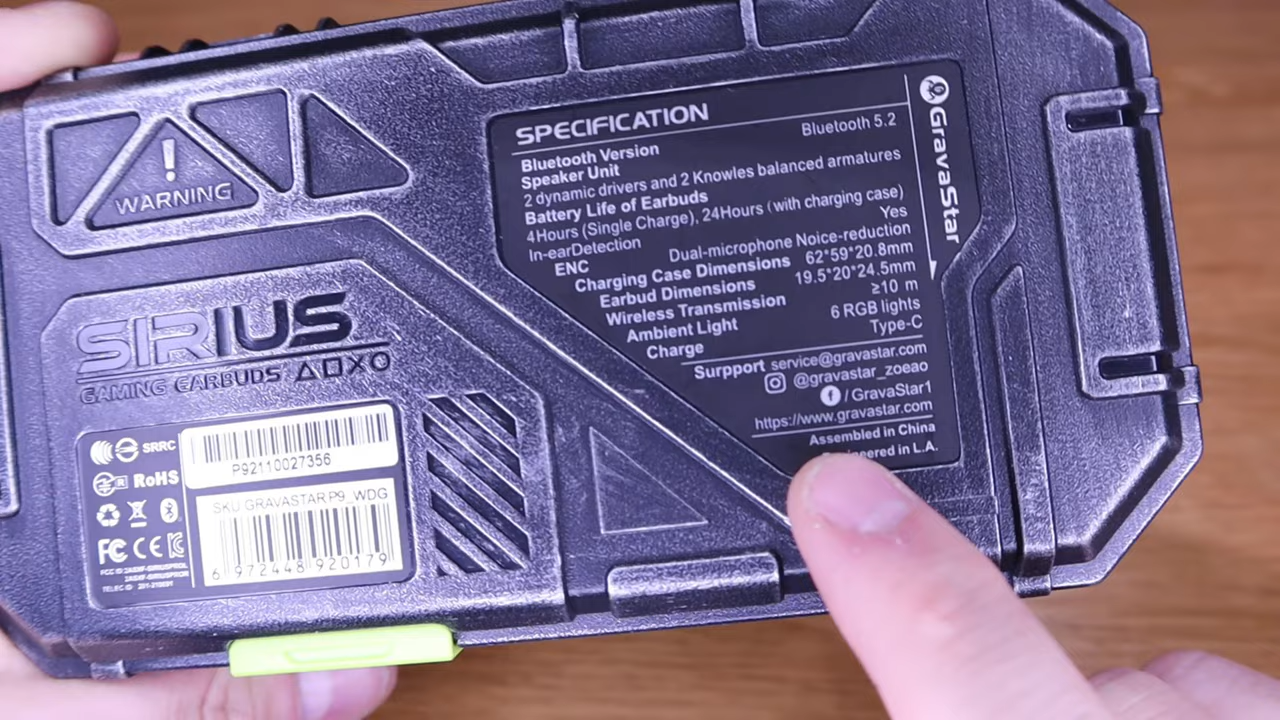 !
WARNING
SPECIFICATION
Bluetooth Version Bluetooth 5.2
Speaker Unit
2 dynamic drivers and 2 Knowles balanced armatures
Battery Life of Earbuds
4Hours (Single Charge), 24Hours (with charging case)
In-earDetection Yes
ENC Dual-microphone Noice-reduction
Charging Case Dimensions 62*59*20.8mm
Earbud Dimensions 19.5*20*24.5mm
Wireless Transmission ≥10 m
Ambient Light 6 RGB lights
Charge Type-C
Surpport service@gravastar.com
@gravastar_zoeao
/ GravaStar1
https://www.gravastar.com
Assembled in China
ineered in L.A.
GravaStar
SIRIUS
GAMING EARBUDS
SRRC
RoHS
FC CE
P92110027356
SKU GRAVASTAR P9_WDG
6 972448 920179